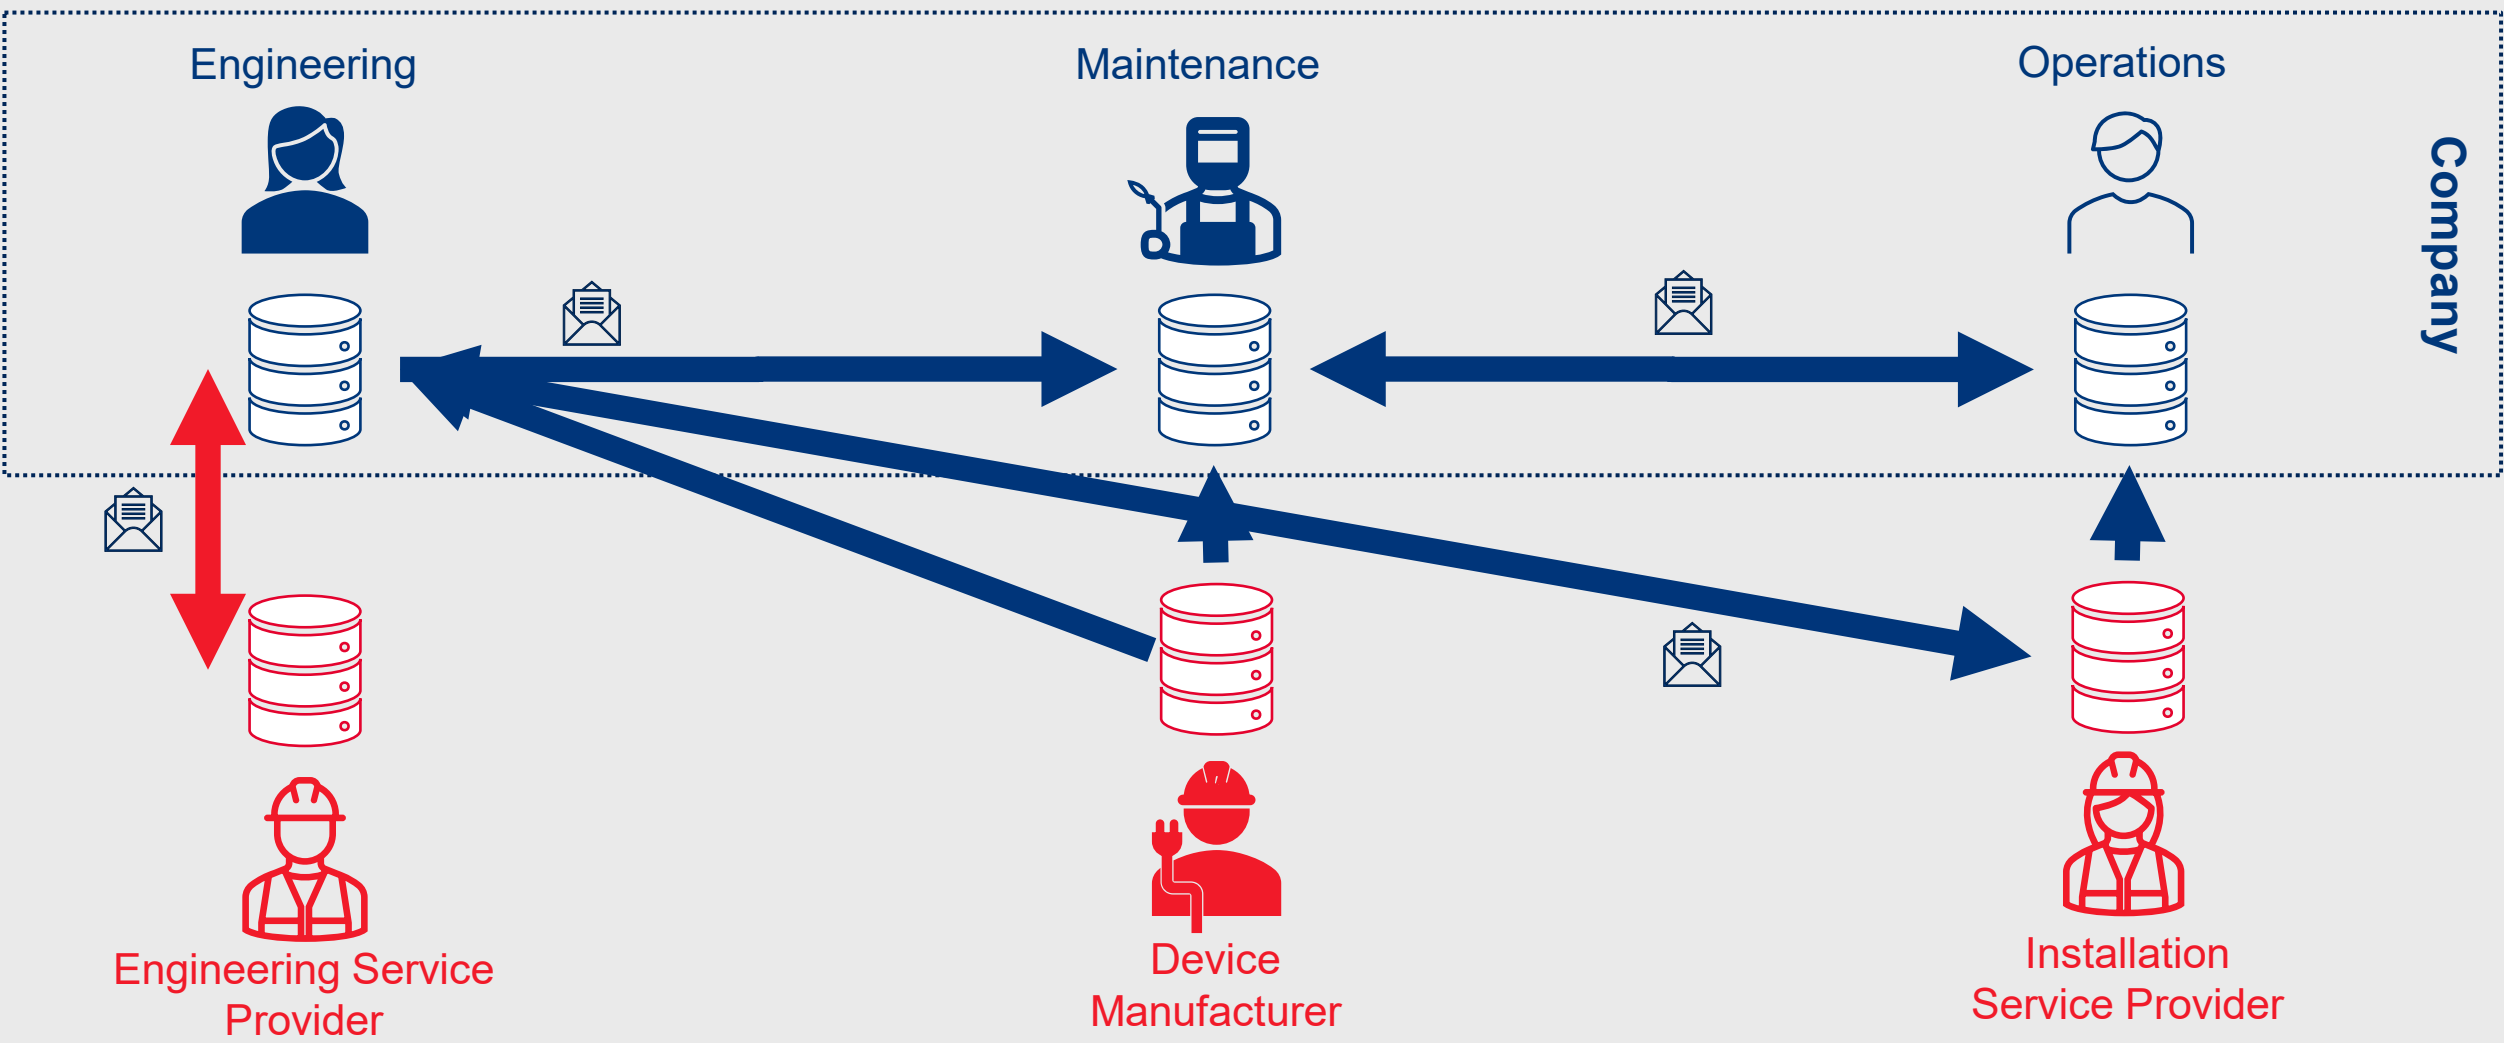 Engineering
Maintenance
Operations
Company
Engineering Service
Provider
Device
Manufacturer
Installation
Service Provider